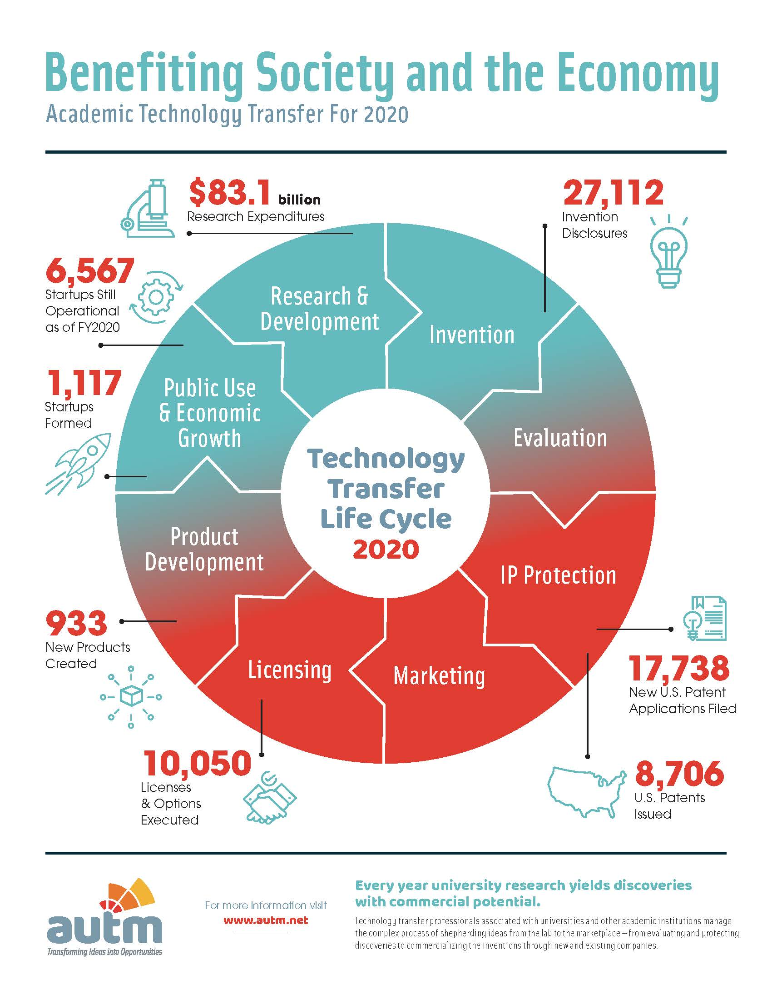 Benefiting Society and the Economy
Academic Technology Transfer For 2020
$83.1 billion
Research Expenditures
27,112
Invention
Disclosures
6,567
Startups Still
Operational
as of FY2020
1,117
Startups
Formed
Research &
Development
Invention
Public Use
& Economic
Growth
Evaluation
Technology
Transfer
Life Cycle
2020
Product
Development
IP Protection
933
New Products
Created
Licensing
Marketing
17,738
New U.S. Patent
Applications Filed
10,050
Licenses
& Options
Executed
8,706
U.S. Patents
Issued
autm
Transforming Ideas into Opportunities
For more information visit
www.autm.net
Every year university research yields discoveries
with commercial potential.
Technology transfer professionals associated with universities and other academic institutions manage
the complex process of shepherding ideas from the lab to the marketplace – from evaluating and protecting
discoveries to commercializing the inventions through new and existing companies.